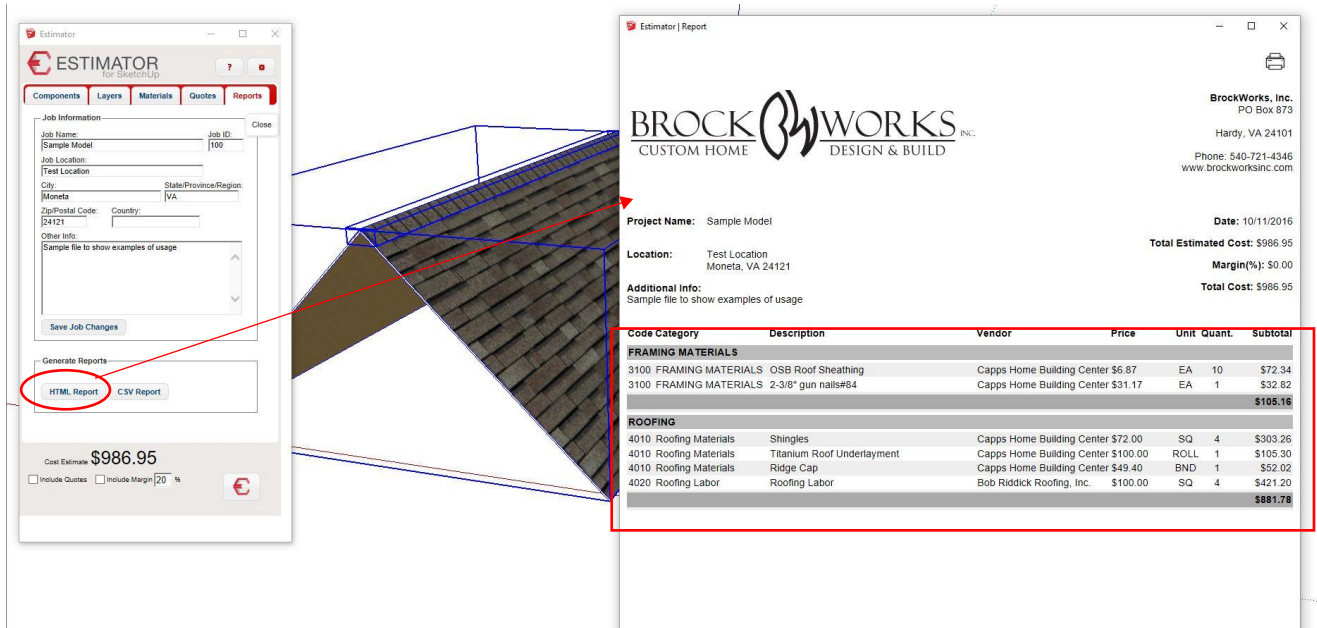 Estimator
ESTIMATOR
for SketchUp
?
Components Layers Materials Quotes Reports
Close
Job Information
Job Name: Job ID:
Sample Model 100
Job Location:
Test Location
City: State/Province/Region:
Moneta VA
Zip/Postal Code: Country:
24121
Other Info:
Sample file to show examples of usage
Save Job Changes
Generate Reports
HTML Report CSV Report
Cost Estimate $986.95
Include Quotes Include Margin 20 %
Estimator | Report
BROCK WORKS INC.
CUSTOM HOME DESIGN & BUILD
BrockWorks, Inc.
PO Box 873
Hardy, VA 24101
Phone: 540-721-4346
www.brockworksinc.com
Project Name: Sample Model
Date: 10/11/2016
Total Estimated Cost: $986.95
Location: Test Location
Moneta, VA 24121
Margin(%): $0.00
Additional Info:
Total Cost: $986.95
Sample file to show examples of usage
Code Category Description Vendor Price Unit Quant. Subtotal
FRAMING MATERIALS
3100 FRAMING MATERIALS OSB Roof Sheathing Capps Home Building Center $6.87 EA 10 $72.34
3100 FRAMING MATERIALS 2-3/8" gun nails#84 Capps Home Building Center $31.17 EA 1 $32.82
$105.16
ROOFING
4010 Roofing Materials Shingles Capps Home Building Center $72.00 SQ 4 $303.26
4010 Roofing Materials Titanium Roof Underlayment Capps Home Building Center $100.00 ROLL 1 $105.30
4010 Roofing Materials Ridge Cap Capps Home Building Center $49.40 BND 1 $52.02
4020 Roofing Labor Roofing Labor Bob Riddick Roofing, Inc. $100.00 SQ 4 $421.20
$881.78